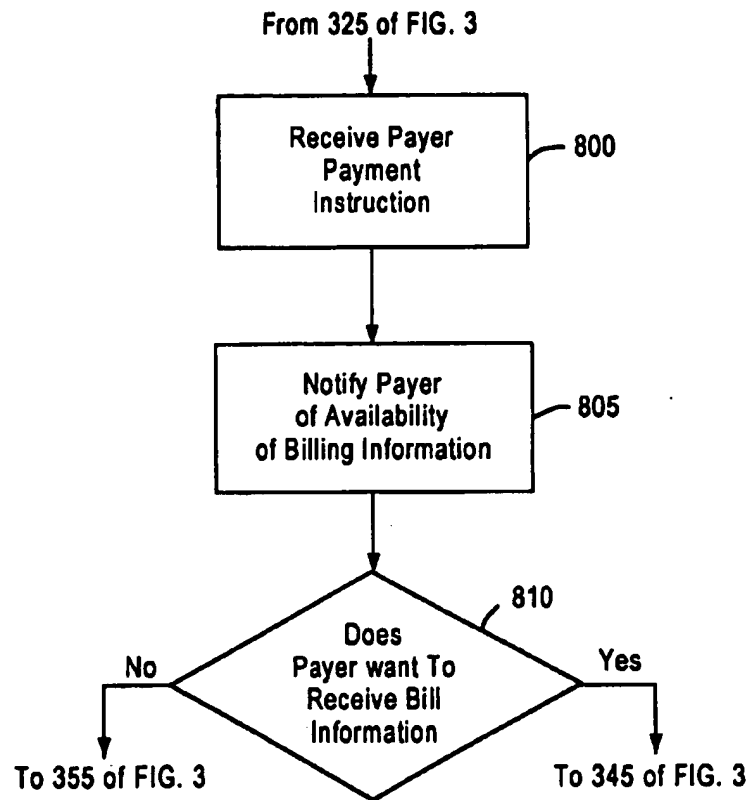 From 325 of FIG. 3
Receive Payer
Payment
Instruction
800
Notify Payer
of Availability
of Billing Information
805
810
Does
Payer want To
Receive Bill
Information
No
Yes
To 355 of FIG. 3
To 345 of FIG. 3